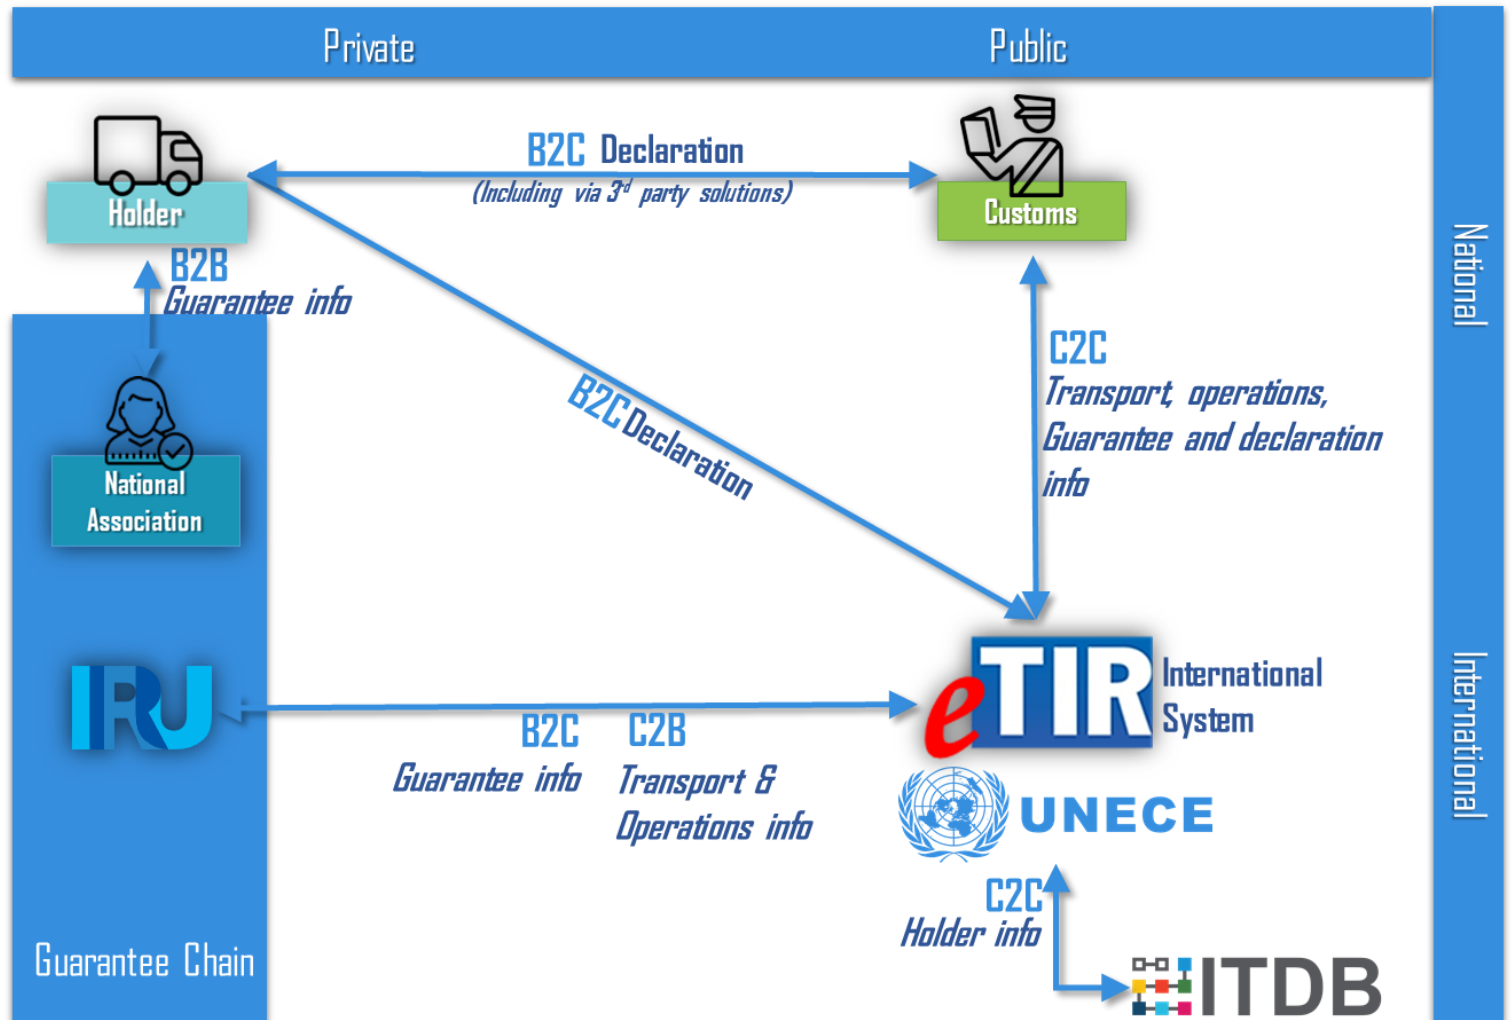 Private
Public
B2C Declaration
(Including via 3rd party solutions)
Holder
Customs
National
B2B
Guarantee info
C2C
Transport, operations,
Guarantee and declaration
info
B2C Declaration
National
Association
International
System
eTIR
International
IRU
B2C
Guarantee info
C2B
Transport &
Operations info
UNECE
C2C
Holder info
Guarantee Chain
ITDB